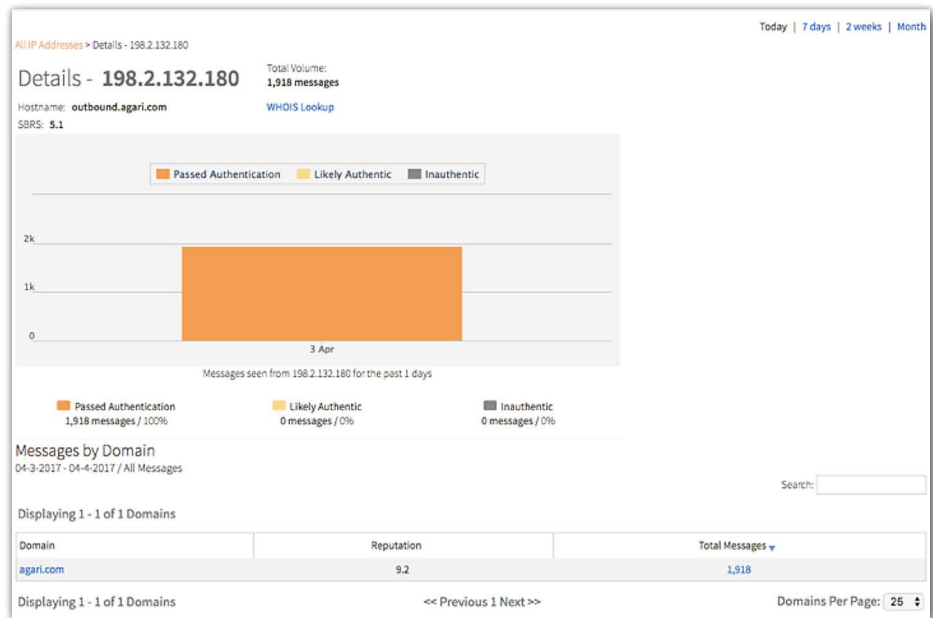 Today | 7 days | 2 weeks | Month
All IP Addresses > Details - 198.2.132.180
Details - 198.2.132.180
Total Volume:
1,918 messages
Hostname: outbound.agari.com
WHOIS Lookup
SBRS: 5.1
Passed Authentication Likely Authentic Inauthentic
2k
1k
0
3 Apr
Messages seen from 198.2.132.180 for the past 1 days
Passed Authentication Likely Authentic Inauthentic
1,918 messages / 100% 0 messages / 0% 0 messages / 0%
Messages by Domain
04-3-2017 - 04-4-2017 / All Messages
Search:
Displaying 1 - 1 of 1 Domains
Domain Reputation Total Messages
agari.com 9.2 1,918
Displaying 1 - 1 of 1 Domains << Previous 1 Next >> Domains Per Page: 25